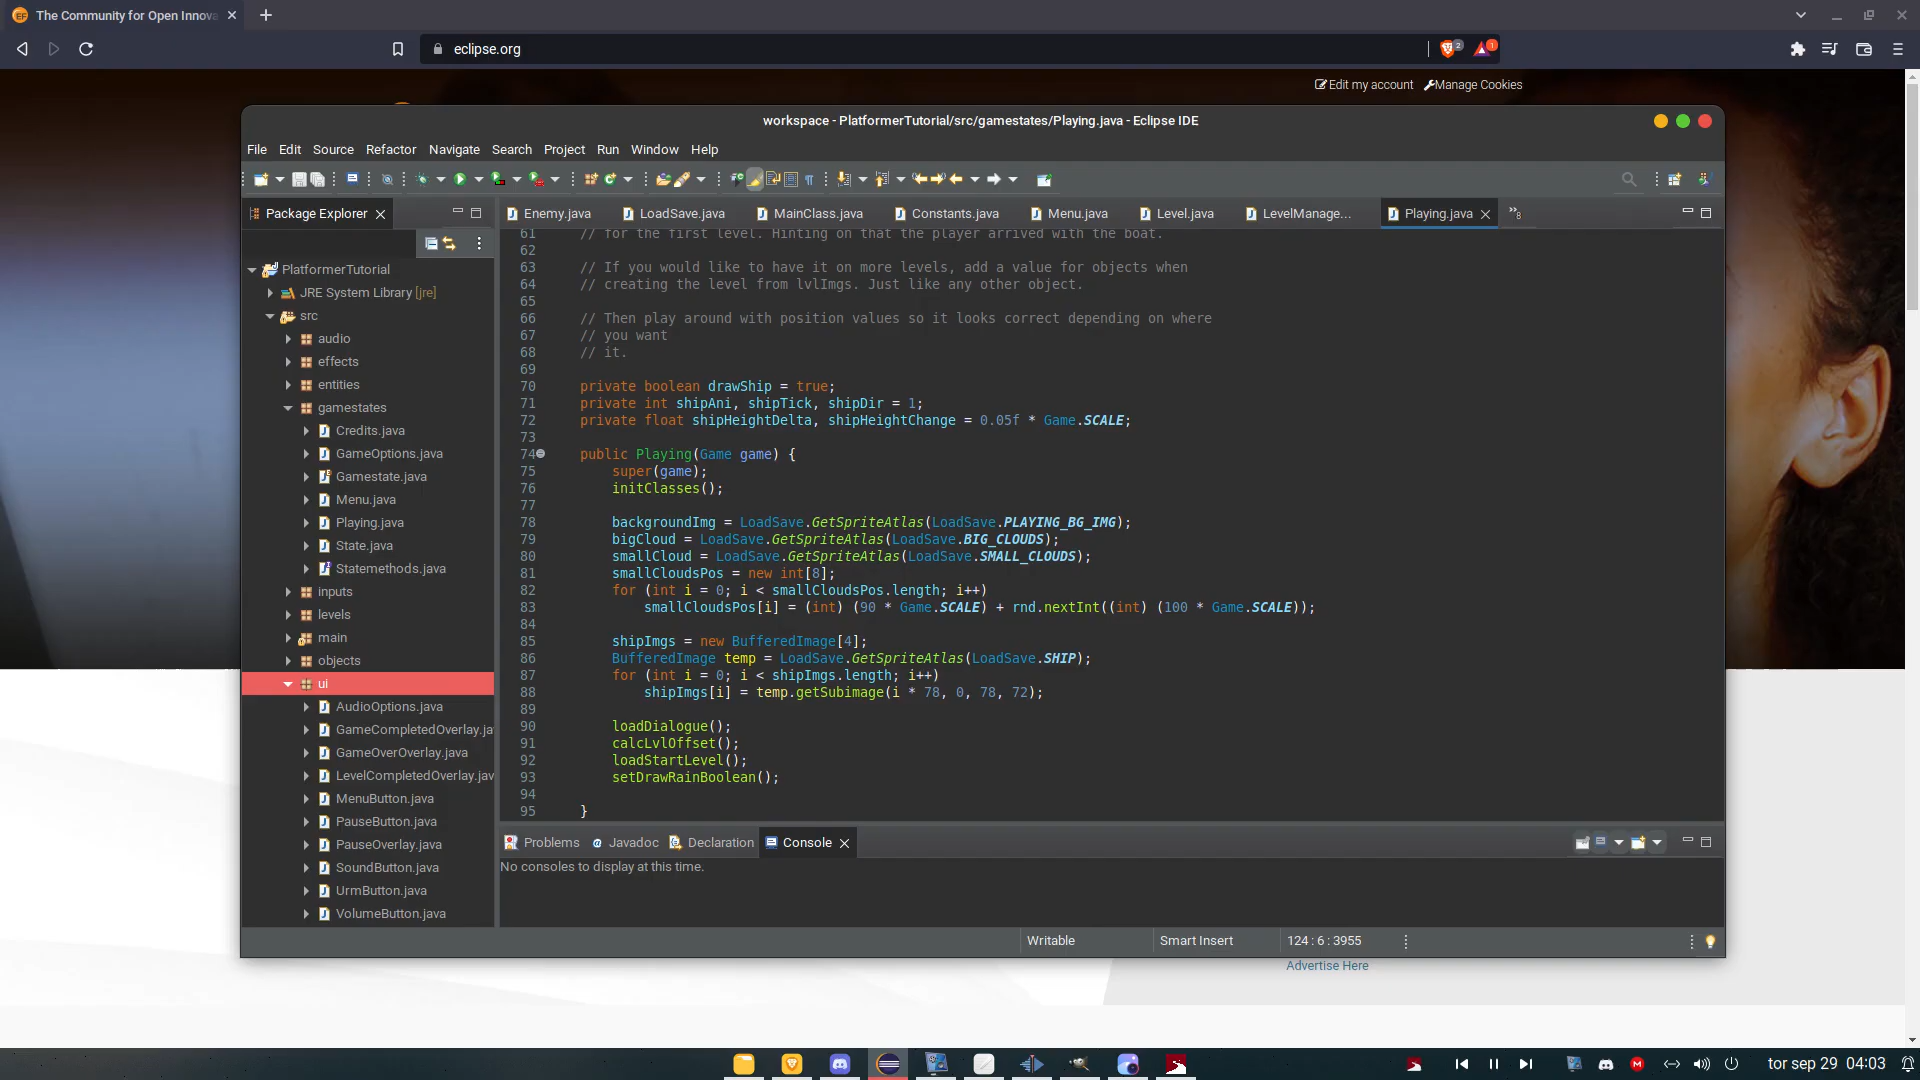 The Community for Open Innova
eclipse.org
2
1
Edit my account
Manage Cookies
workspace - PlatformerTutorial/src/gamestates/Playing.java - Eclipse IDE
File Edit Source Refactor Navigate Search Project Run Window Help
Package Explorer
Enemy.java LoadSave.java MainClass.java Constants.java Menu.java Level.java LevelManage... Playing.java »8
PlatformerTutorial
JRE System Library [jre]
src
audio
effects
entities
gamestates
Credits.java
GameOptions.java
Gamestate.java
Menu.java
Playing.java
State.java
Statemethods.java
inputs
levels
main
objects
ui
AudioOptions.java
GameCompletedOverlay.ja
GameOverOverlay.java
LevelCompletedOverlay.jav
MenuButton.java
PauseButton.java
PauseOverlay.java
SoundButton.java
UrmButton.java
VolumeButton.java
61 // for the first level. Hinting on that the player arrived with the boat.
62
63 // If you would like to have it on more levels, add a value for objects when
64 // creating the level from lvlImgs. Just like any other object.
65
66 // Then play around with position values so it looks correct depending on where
67 // you want
68 // it.
69
70 private boolean drawShip = true;
71 private int shipAni, shipTick, shipDir = 1;
72 private float shipHeightDelta, shipHeightChange = 0.05f * Game.SCALE;
73
74 public Playing(Game game) {
75 super(game);
76 initClasses();
77
78 backgroundImg = LoadSave.GetSpriteAtlas(LoadSave.PLAYING_BG_IMG);
79 bigCloud = LoadSave.GetSpriteAtlas(LoadSave.BIG_CLOUDS);
80 smallCloud = LoadSave.GetSpriteAtlas(LoadSave.SMALL_CLOUDS);
81 smallCloudsPos = new int[8];
82 for (int i = 0; i < smallCloudsPos.length; i++)
83 smallCloudsPos[i] = (int) (90 * Game.SCALE) + rnd.nextInt((int) (100 * Game.SCALE));
84
85 shipImgs = new BufferedImage[4];
86 BufferedImage temp = LoadSave.GetSpriteAtlas(LoadSave.SHIP);
87 for (int i = 0; i < shipImgs.length; i++)
88 shipImgs[i] = temp.getSubimage(i * 78, 0, 78, 72);
89
90 loadDialogue();
91 calcLvlOffset();
92 loadStartLevel();
93 setDrawRainBoolean();
94
95 }
Problems Javadoc Declaration Console
No consoles to display at this time.
Writable Smart Insert 124 : 6 : 3955
Advertise Here
tor sep 29 04:03